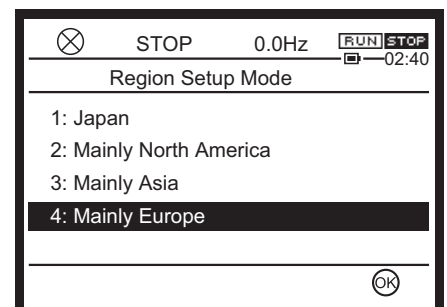 STOP 0.0Hz RUN STOP
02:40
Region Setup Mode
1: Japan
2: Mainly North America
3: Mainly Asia
4: Mainly Europe
OK